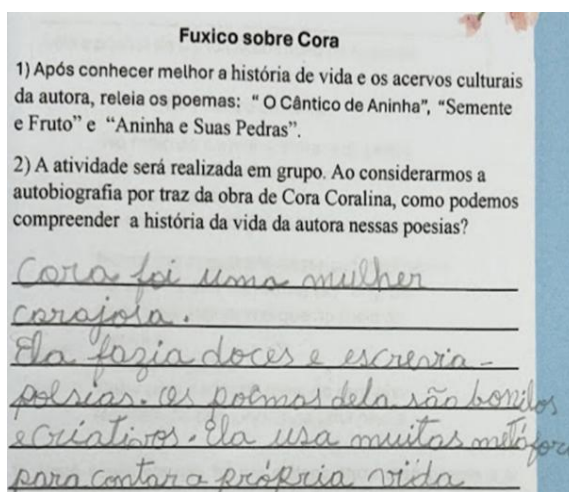 Fuxico sobre Cora
1) Após conhecer melhor a história de vida e os acervos culturais
da autora, releia os poemas: “ O Cântico de Aninha”, “Semente
e Fruto” e “Aninha e Suas Pedras”.
2) A atividade será realizada em grupo. Ao considerarmos a
autobiografia por traz da obra de Cora Coralina, como podemos
compreender a história da vida da autora nessas poesias?
Cora foi uma mulher
corajosa.
Ela fazia doces e escrevia
poesias. os poemas dela são bonitos
e criativos. Ela usa muitas metáfor
para contar a própria vida